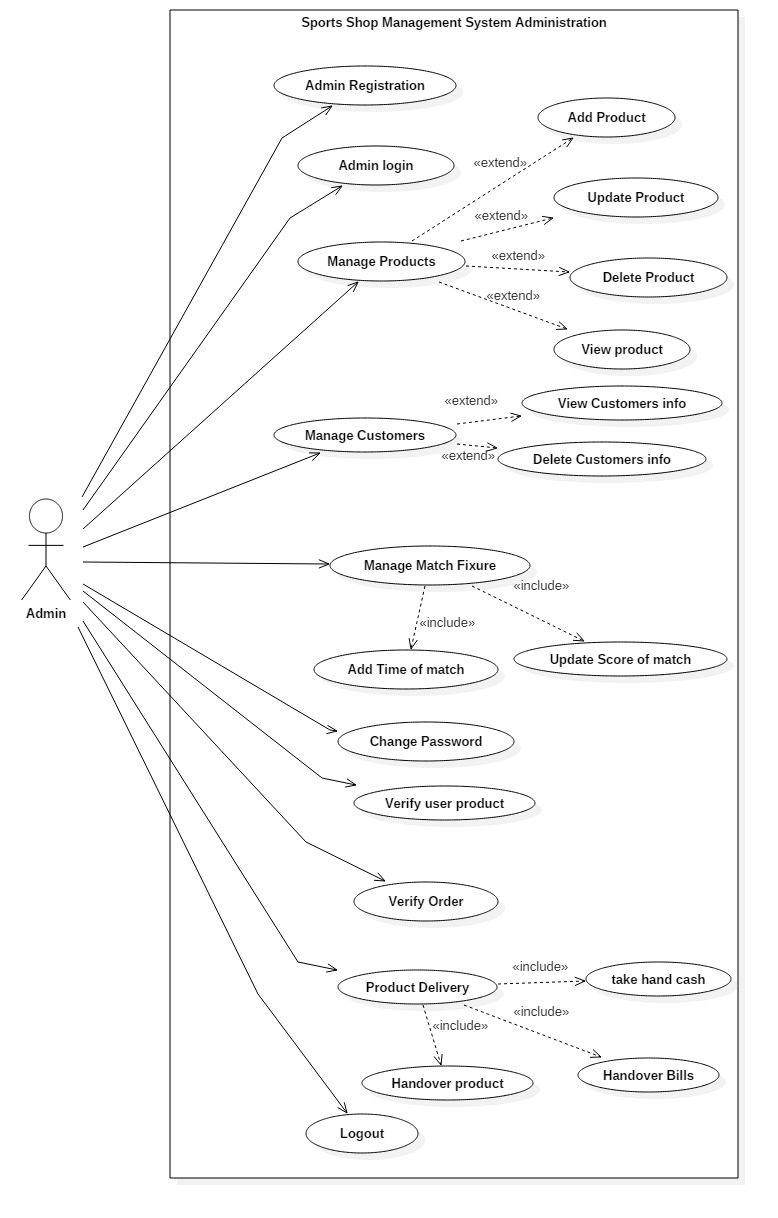 Sports Shop Management System Administration
Admin Registration
Add Product
Admin login
«extend»
Update Product
«extend»
Manage Products
«extend»
Delete Product
«extend»
View product
View Customers info
«extend»
Manage Customers
«extend»
Delete Customers info
Manage Match Fixure
«include»
Admin
«include»
Add Time of match
Update Score of match
Change Password
Verify user product
Verify Order
«include»
take hand cash
Product Delivery
«include»
«include»
Handover product
Handover Bills
Logout